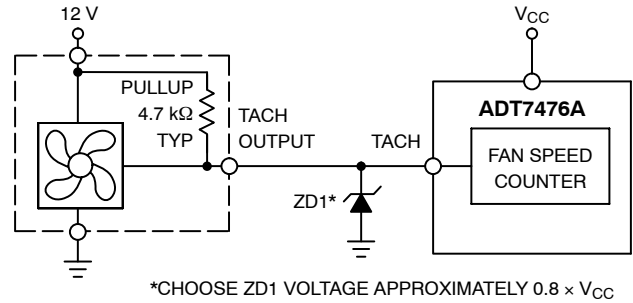 12 V
VCC
PULLUP
4.7 kΩ
TYP
TACH
OUTPUT
TACH
ADT7476A
FAN SPEED
COUNTER
ZD1*
*CHOOSE ZD1 VOLTAGE APPROXIMATELY 0.8 × VCC